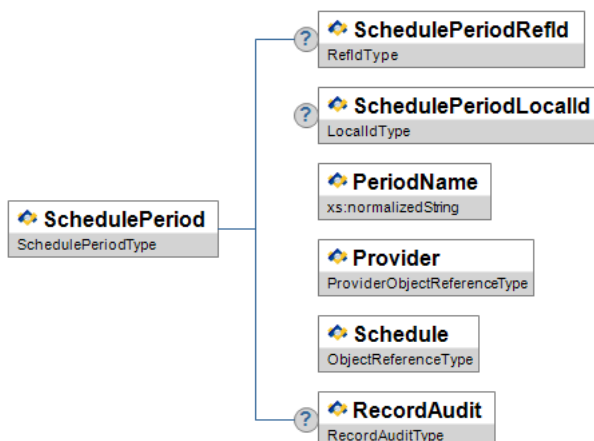 ?
SchedulePeriodRefId
RefIdType
?
SchedulePeriodLocalId
LocalIdType
PeriodName
xs:normalizedString
SchedulePeriod
SchedulePeriodType
Provider
ProviderObjectReferenceType
Schedule
ObjectReferenceType
?
RecordAudit
RecordAuditType